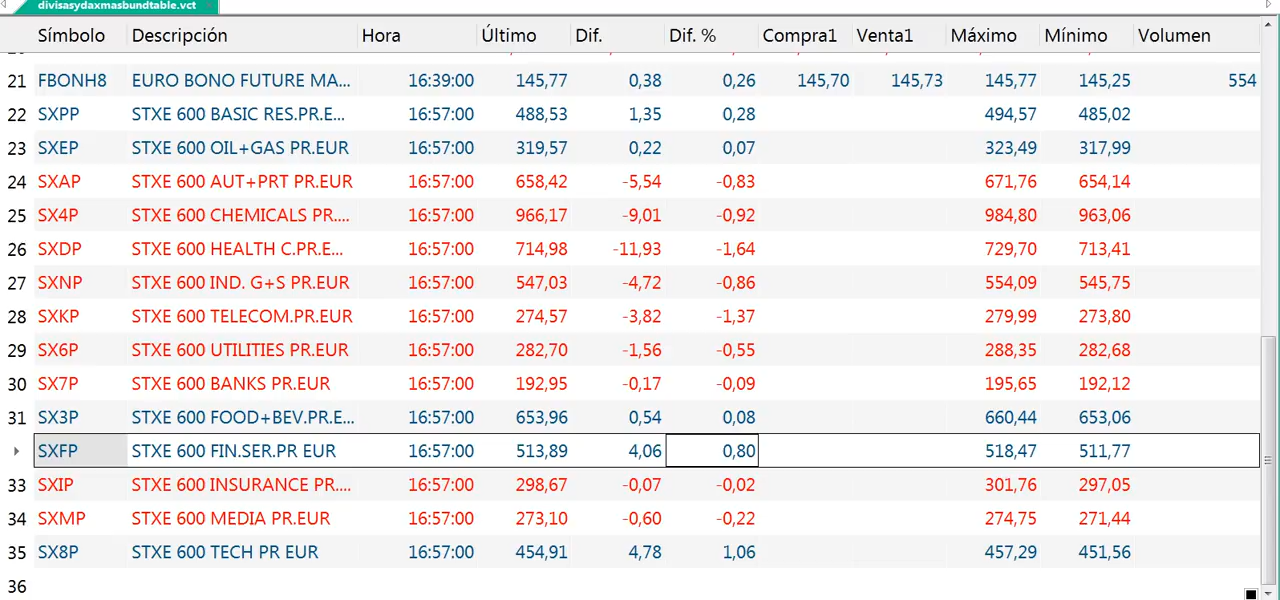 divisasydaxmasbundtable.vct
Símbolo Descripción Hora Último Dif. Dif. % Compra1 Venta1 Máximo Mínimo Volumen
21 FBONH8 EURO BONO FUTURE MA... 16:39:00 145,77 0,38 0,26 145,70 145,73 145,77 145,25 554
22 SXPP STXE 600 BASIC RES.PR.E... 16:57:00 488,53 1,35 0,28 494,57 485,02
23 SXEP STXE 600 OIL+GAS PR.EUR 16:57:00 319,57 0,22 0,07 323,49 317,99
24 SXAP STXE 600 AUT+PRT PR.EUR 16:57:00 658,42 -5,54 -0,83 671,76 654,14
25 SX4P STXE 600 CHEMICALS PR.... 16:57:00 966,17 -9,01 -0,92 984,80 963,06
26 SXDP STXE 600 HEALTH C.PR.E... 16:57:00 714,98 -11,93 -1,64 729,70 713,41
27 SXNP STXE 600 IND. G+S PR.EUR 16:57:00 547,03 -4,72 -0,86 554,09 545,75
28 SXKP STXE 600 TELECOM.PR.EUR 16:57:00 274,57 -3,82 -1,37 279,99 273,80
29 SX6P STXE 600 UTILITIES PR.EUR 16:57:00 282,70 -1,56 -0,55 288,35 282,68
30 SX7P STXE 600 BANKS PR.EUR 16:57:00 192,95 -0,17 -0,09 195,65 192,12
31 SX3P STXE 600 FOOD+BEV.PR.E... 16:57:00 653,96 0,54 0,08 660,44 653,06
SXFP STXE 600 FIN.SER.PR EUR 16:57:00 513,89 4,06 0,80 518,47 511,77
33 SXIP STXE 600 INSURANCE PR.... 16:57:00 298,67 -0,07 -0,02 301,76 297,05
34 SXMP STXE 600 MEDIA PR.EUR 16:57:00 273,10 -0,60 -0,22 274,75 271,44
35 SX8P STXE 600 TECH PR EUR 16:57:00 454,91 4,78 1,06 457,29 451,56
36